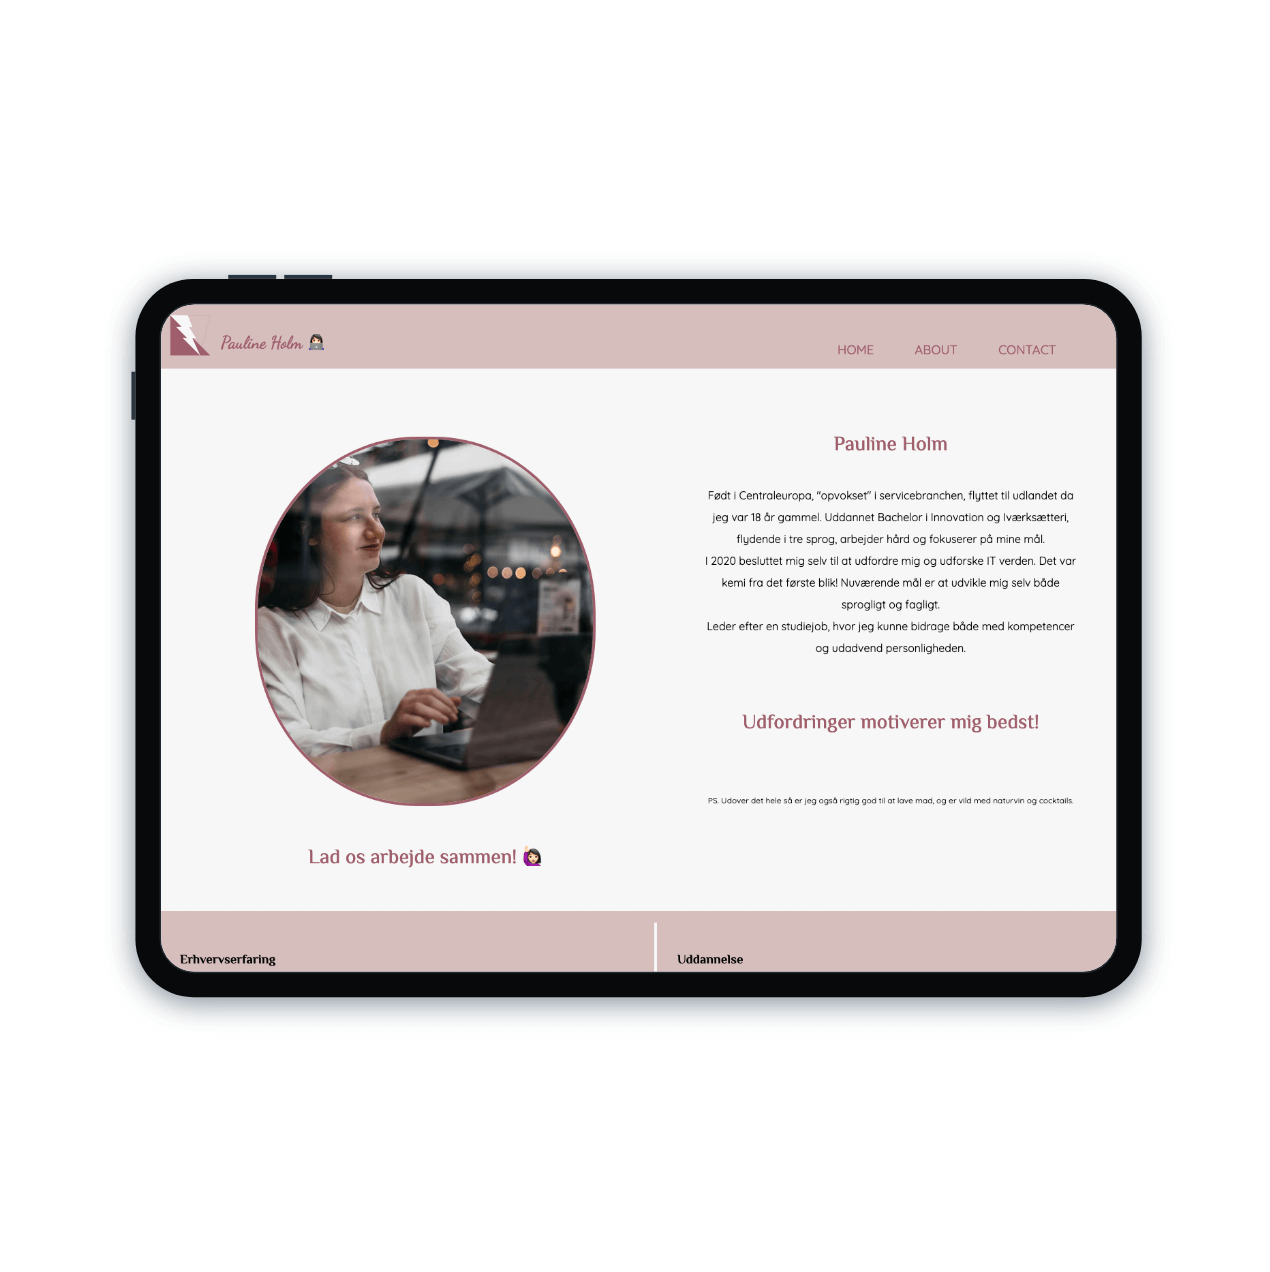 Pauline Holm 👩🏻‍💻
HOME ABOUT CONTACT
Pauline Holm
Født i Centraleuropa, "opvokset" i servicebranchen, flyttet til udlandet da
jeg var 18 år gammel. Uddannet Bachelor i Innovation og Iværksætteri,
flydende i tre sprog, arbejder hård og fokuserer på mine mål.
I 2020 besluttet mig selv til at udfordre mig og udforske IT verden. Det var
kemi fra det første blik! Nuværende mål er at udvikle mig selv både
sprogligt og fagligt.
Leder efter en studiejob, hvor jeg kunne bidrage både med kompetencer
og udadvend personligheden.
Udfordringer motiverer mig bedst!
PS. Udover det hele så er jeg også rigtig god til at lave mad, og er vild med naturvin og cocktails.
Lad os arbejde sammen! 🙋🏻‍♀️
Erhvervserfaring
Uddannelse